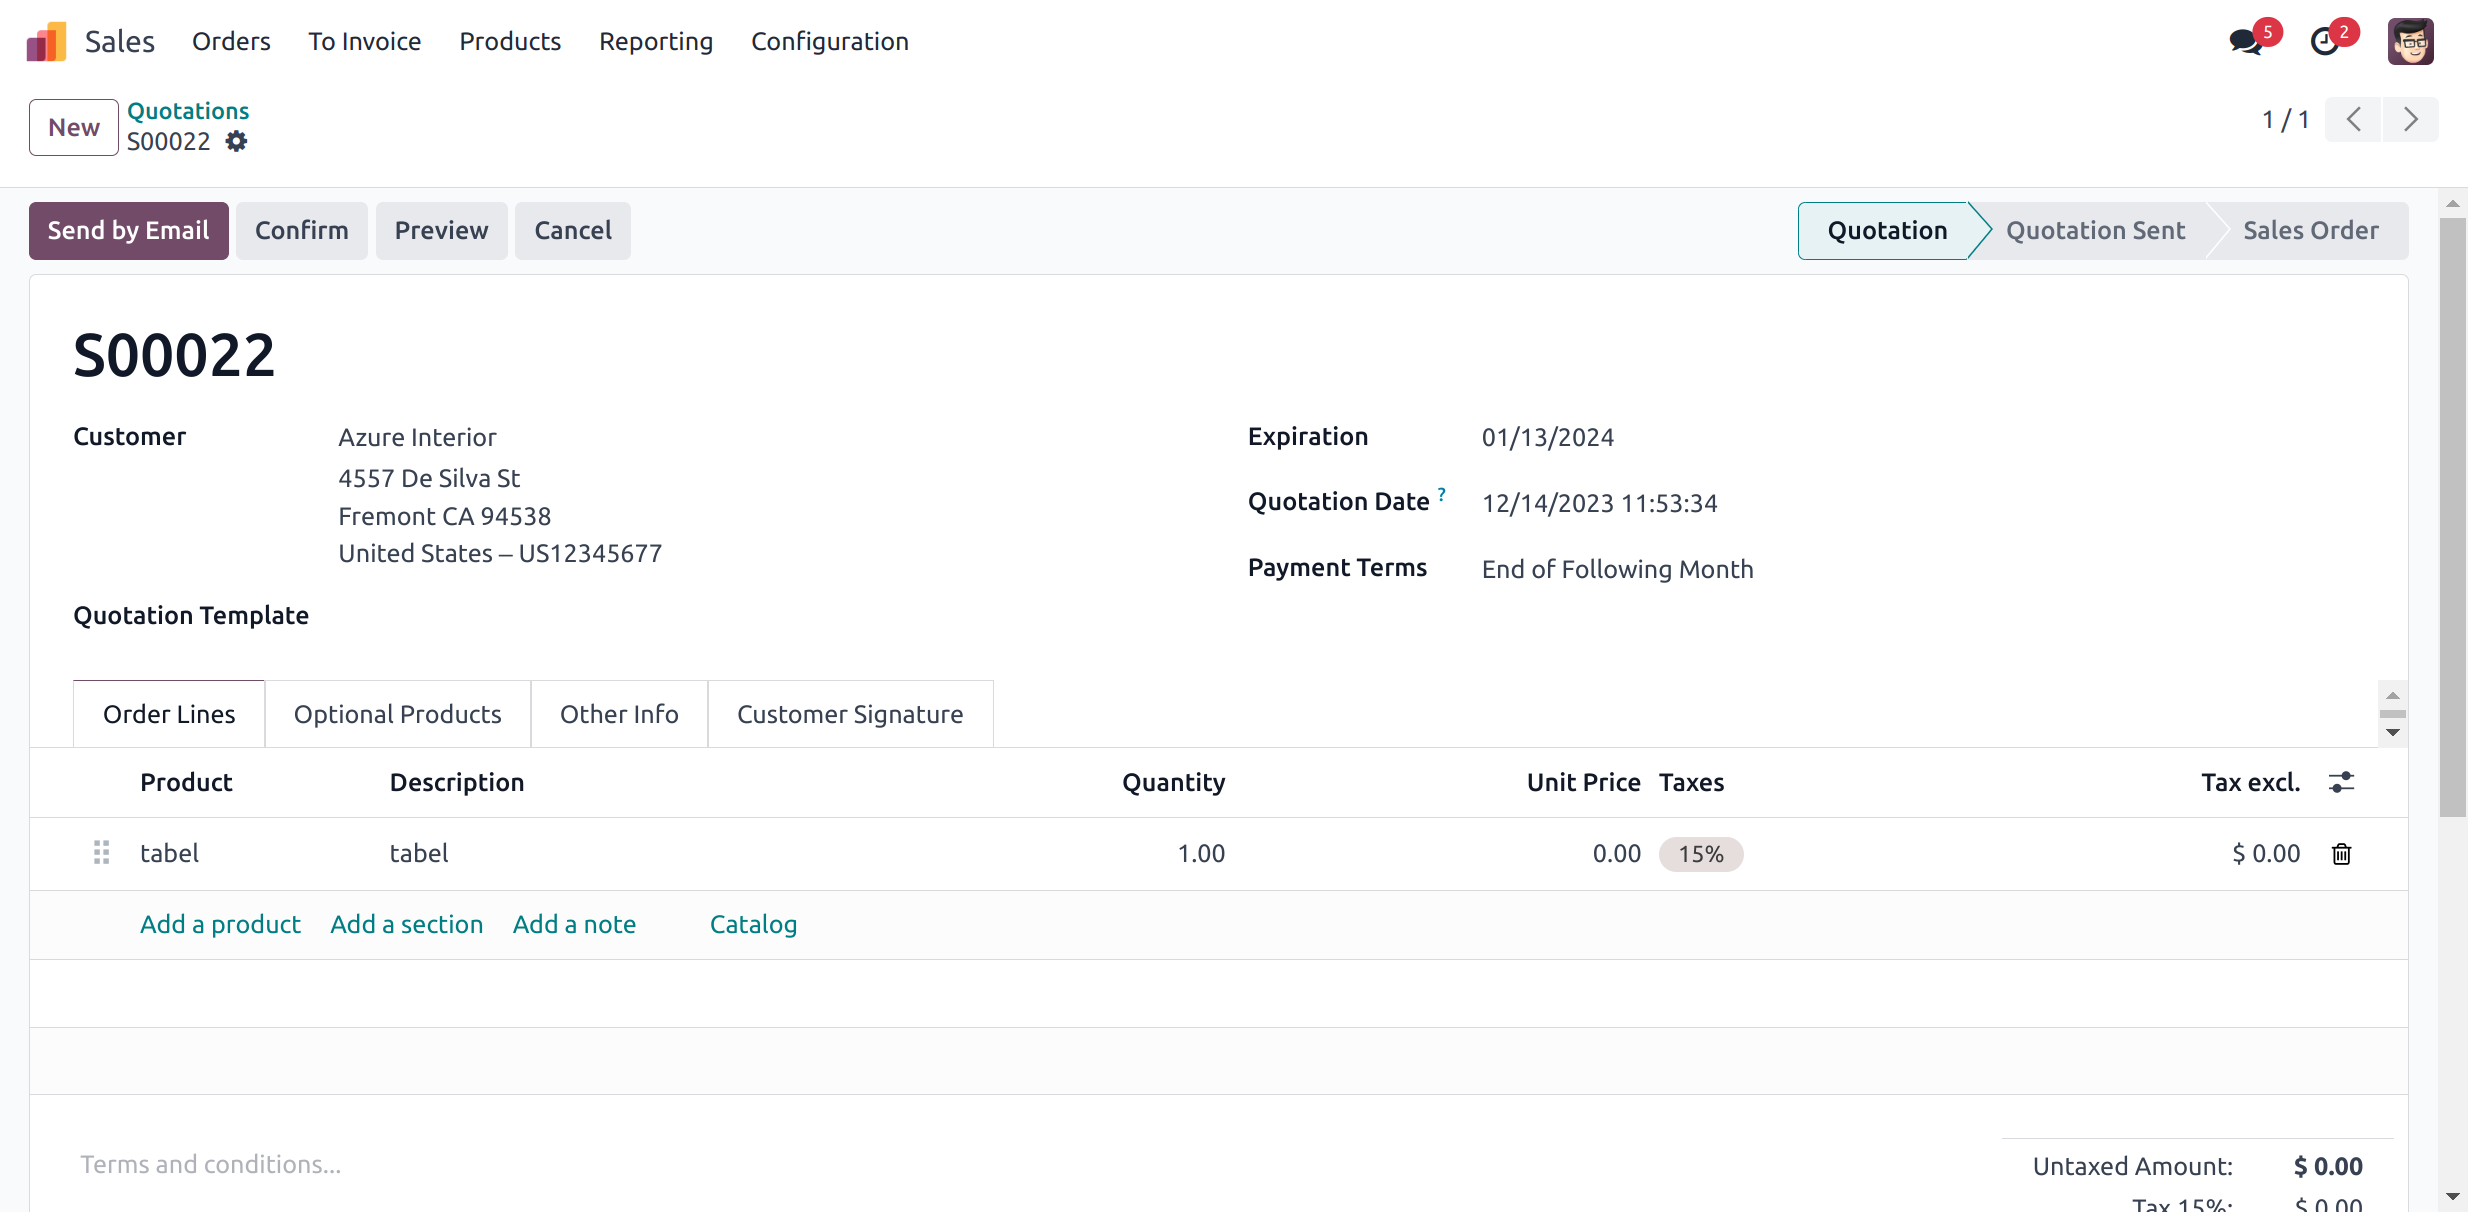 Sales Orders To Invoice Products Reporting Configuration 5 2
New Quotations 1 / 1
S00022
Send by Email Confirm Preview Cancel Quotation Quotation Sent Sales Order
S00022
Customer Azure Interior Expiration 01/13/2024
4557 De Silva St
Fremont CA 94538 Quotation Date ? 12/14/2023 11:53:34
United States – US12345677 Payment Terms End of Following Month
Quotation Template
Order Lines Optional Products Other Info Customer Signature
Product Description Quantity Unit Price Taxes Tax excl.
tabel tabel 1.00 0.00 15% $ 0.00
Add a product Add a section Add a note Catalog
Terms and conditions...
Untaxed Amount: $ 0.00
Tax 15%: $ 0.00